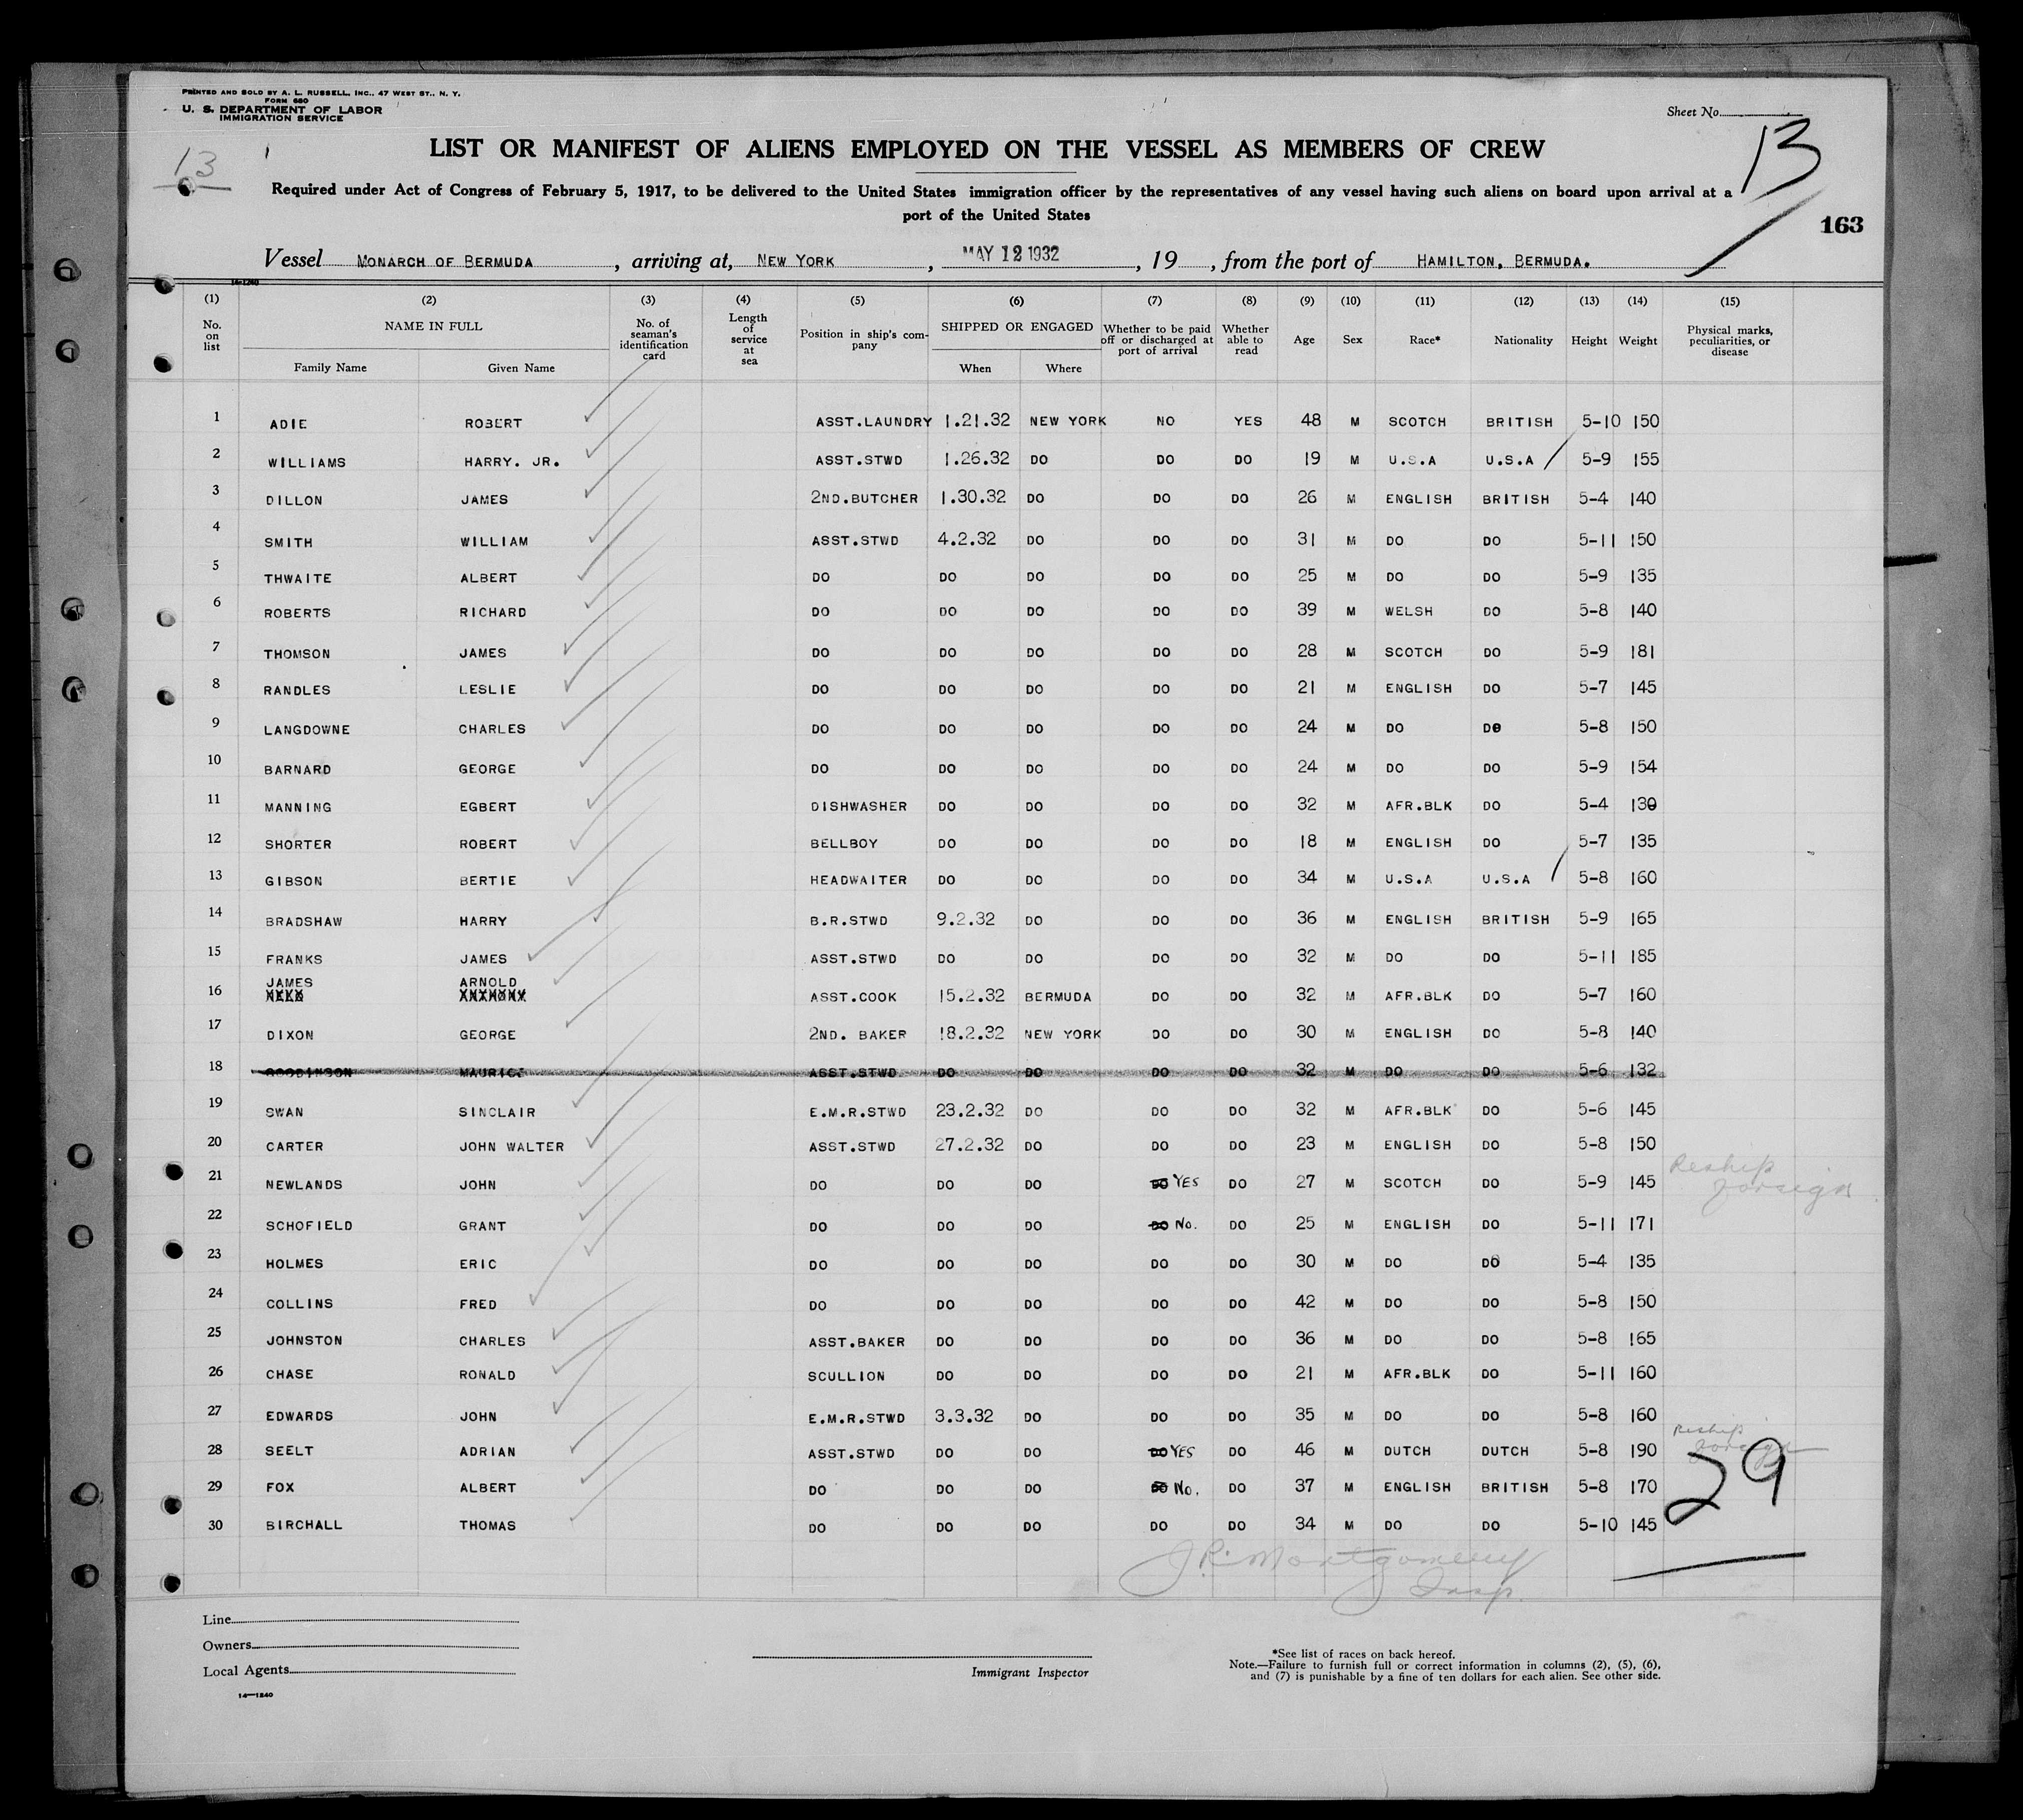 PRINTED AND SOLD BY A. L. RUSSELL, INC., 47 WEST ST., N. Y.
FORM 680
U. S. DEPARTMENT OF LABOR
IMMIGRATION SERVICE
Sheet No.
13
13
LIST OR MANIFEST OF ALIENS EMPLOYED ON THE VESSEL AS MEMBERS OF CREW
Required under Act of Congress of February 5, 1917, to be delivered to the United States immigration officer by the representatives of any vessel having such aliens on board upon arrival at a
port of the United States
163
Vessel MONARCH OF BERMUDA , arriving at, NEW YORK , MAY 12 1932 , 19 , from the port of HAMILTON, BERMUDA.
14-1240
(1) (2) (3) (4) (5) (6) (7) (8) (9) (10) (11) (12) (13) (14) (15)
No. on list NAME IN FULL No. of seaman's identification card Length of service at sea Position in ship's company SHIPPED OR ENGAGED Whether to be paid off or discharged at port of arrival Whether able to read Age Sex Race* Nationality Height Weight Physical marks, peculiarities, or disease
Family Name Given Name When Where
1 ADIE ROBERT ASST.LAUNDRY 1.21.32 NEW YORK NO YES 48 M SCOTCH BRITISH 5-10 150
2 WILLIAMS HARRY. JR. ASST.STWD 1.26.32 DO DO DO 19 M U.S.A U.S.A 5-9 155
3 DILLON JAMES 2ND.BUTCHER 1.30.32 DO DO DO 26 M ENGLISH BRITISH 5-4 140
4 SMITH WILLIAM ASST.STWD 4.2.32 DO DO DO 31 M DO DO 5-11 150
5 THWAITE ALBERT DO DO DO DO DO 25 M DO DO 5-9 135
6 ROBERTS RICHARD DO DO DO DO DO 39 M WELSH DO 5-8 140
7 THOMSON JAMES DO DO DO DO DO 28 M SCOTCH DO 5-9 181
8 RANDLES LESLIE DO DO DO DO DO 21 M ENGLISH DO 5-7 145
9 LANGDOWNE CHARLES DO DO DO DO DO 24 M DO DO 5-8 150
10 BARNARD GEORGE DO DO DO DO DO 24 M DO DO 5-9 154
11 MANNING EGBERT DISHWASHER DO DO DO DO 32 M AFR.BLK DO 5-4 130
12 SHORTER ROBERT BELLBOY DO DO DO DO 18 M ENGLISH DO 5-7 135
13 GIBSON BERTIE HEADWAITER DO DO DO DO 34 M U.S.A U.S.A 5-8 160
14 BRADSHAW HARRY B.R.STWD 9.2.32 DO DO DO 36 M ENGLISH BRITISH 5-9 165
15 FRANKS JAMES ASST.STWD DO DO DO DO 32 M DO DO 5-11 185
JAMES ARNOLD
16 ASST.COOK 15.2.32 BERMUDA DO DO 32 M AFR.BLK DO 5-7 160
17 DIXON GEORGE 2ND. BAKER 18.2.32 NEW YORK DO DO 30 M ENGLISH DO 5-8 140
18 MAURICE ASST.STWD DO DO DO DO 32 M DO DO 5-6 132
19 SWAN SINCLAIR E.M.R.STWD 23.2.32 DO DO DO 32 M AFR.BLK DO 5-6 145
20 CARTER JOHN WALTER ASST.STWD 27.2.32 DO DO DO 23 M ENGLISH DO 5-8 150
21 NEWLANDS JOHN DO DO DO DO YES DO 27 M SCOTCH DO 5-9 145 Reship foreign
22 SCHOFIELD GRANT DO DO DO DO No. DO 25 M ENGLISH DO 5-11 171
23 HOLMES ERIC DO DO DO DO DO 30 M DO DO 5-4 135
24 COLLINS FRED DO DO DO DO DO 42 M DO DO 5-8 150
25 JOHNSTON CHARLES ASST.BAKER DO DO DO DO 36 M DO DO 5-8 165
26 CHASE RONALD SCULLION DO DO DO DO 21 M AFR.BLK DO 5-11 160
27 EDWARDS JOHN E.M.R.STWD 3.3.32 DO DO DO 35 M DO DO 5-8 160
28 SEELT ADRIAN ASST.STWD DO DO DO YES DO 46 M DUTCH DUTCH 5-8 190 Reship foreign
29 FOX ALBERT DO DO DO DO No. DO 37 M ENGLISH BRITISH 5-8 170
29
30 BIRCHALL THOMAS DO DO DO DO DO 34 M DO DO 5-10 145
J.R. Montgomery
Insp.
Line
Owners
Local Agents
14—1240
Immigrant Inspector
*See list of races on back hereof.
Note.—Failure to furnish full or correct information in columns (2), (5), (6),
and (7) is punishable by a fine of ten dollars for each alien. See other side.